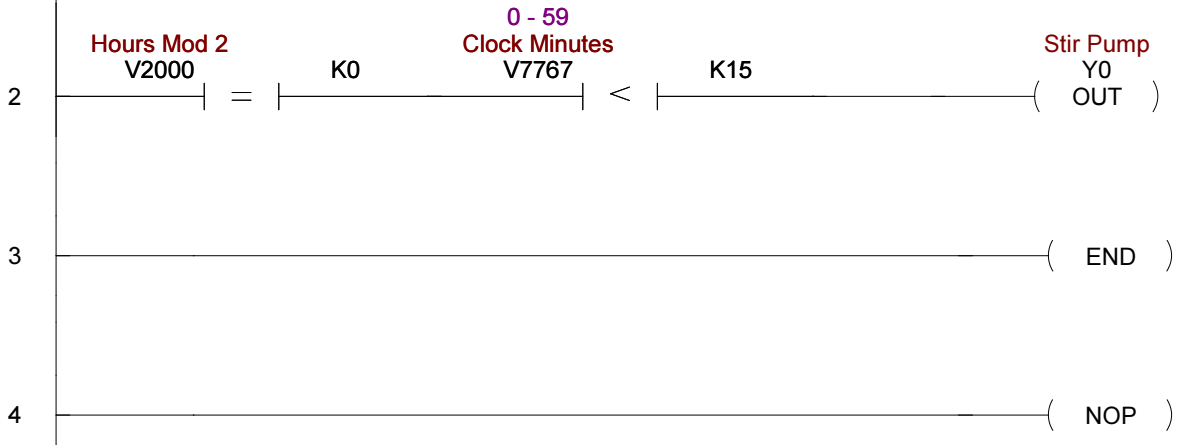 0 - 59
Hours Mod 2 Clock Minutes Stir Pump
V2000 K0 V7767 K15 Y0
2 = < OUT
3 END
4 NOP